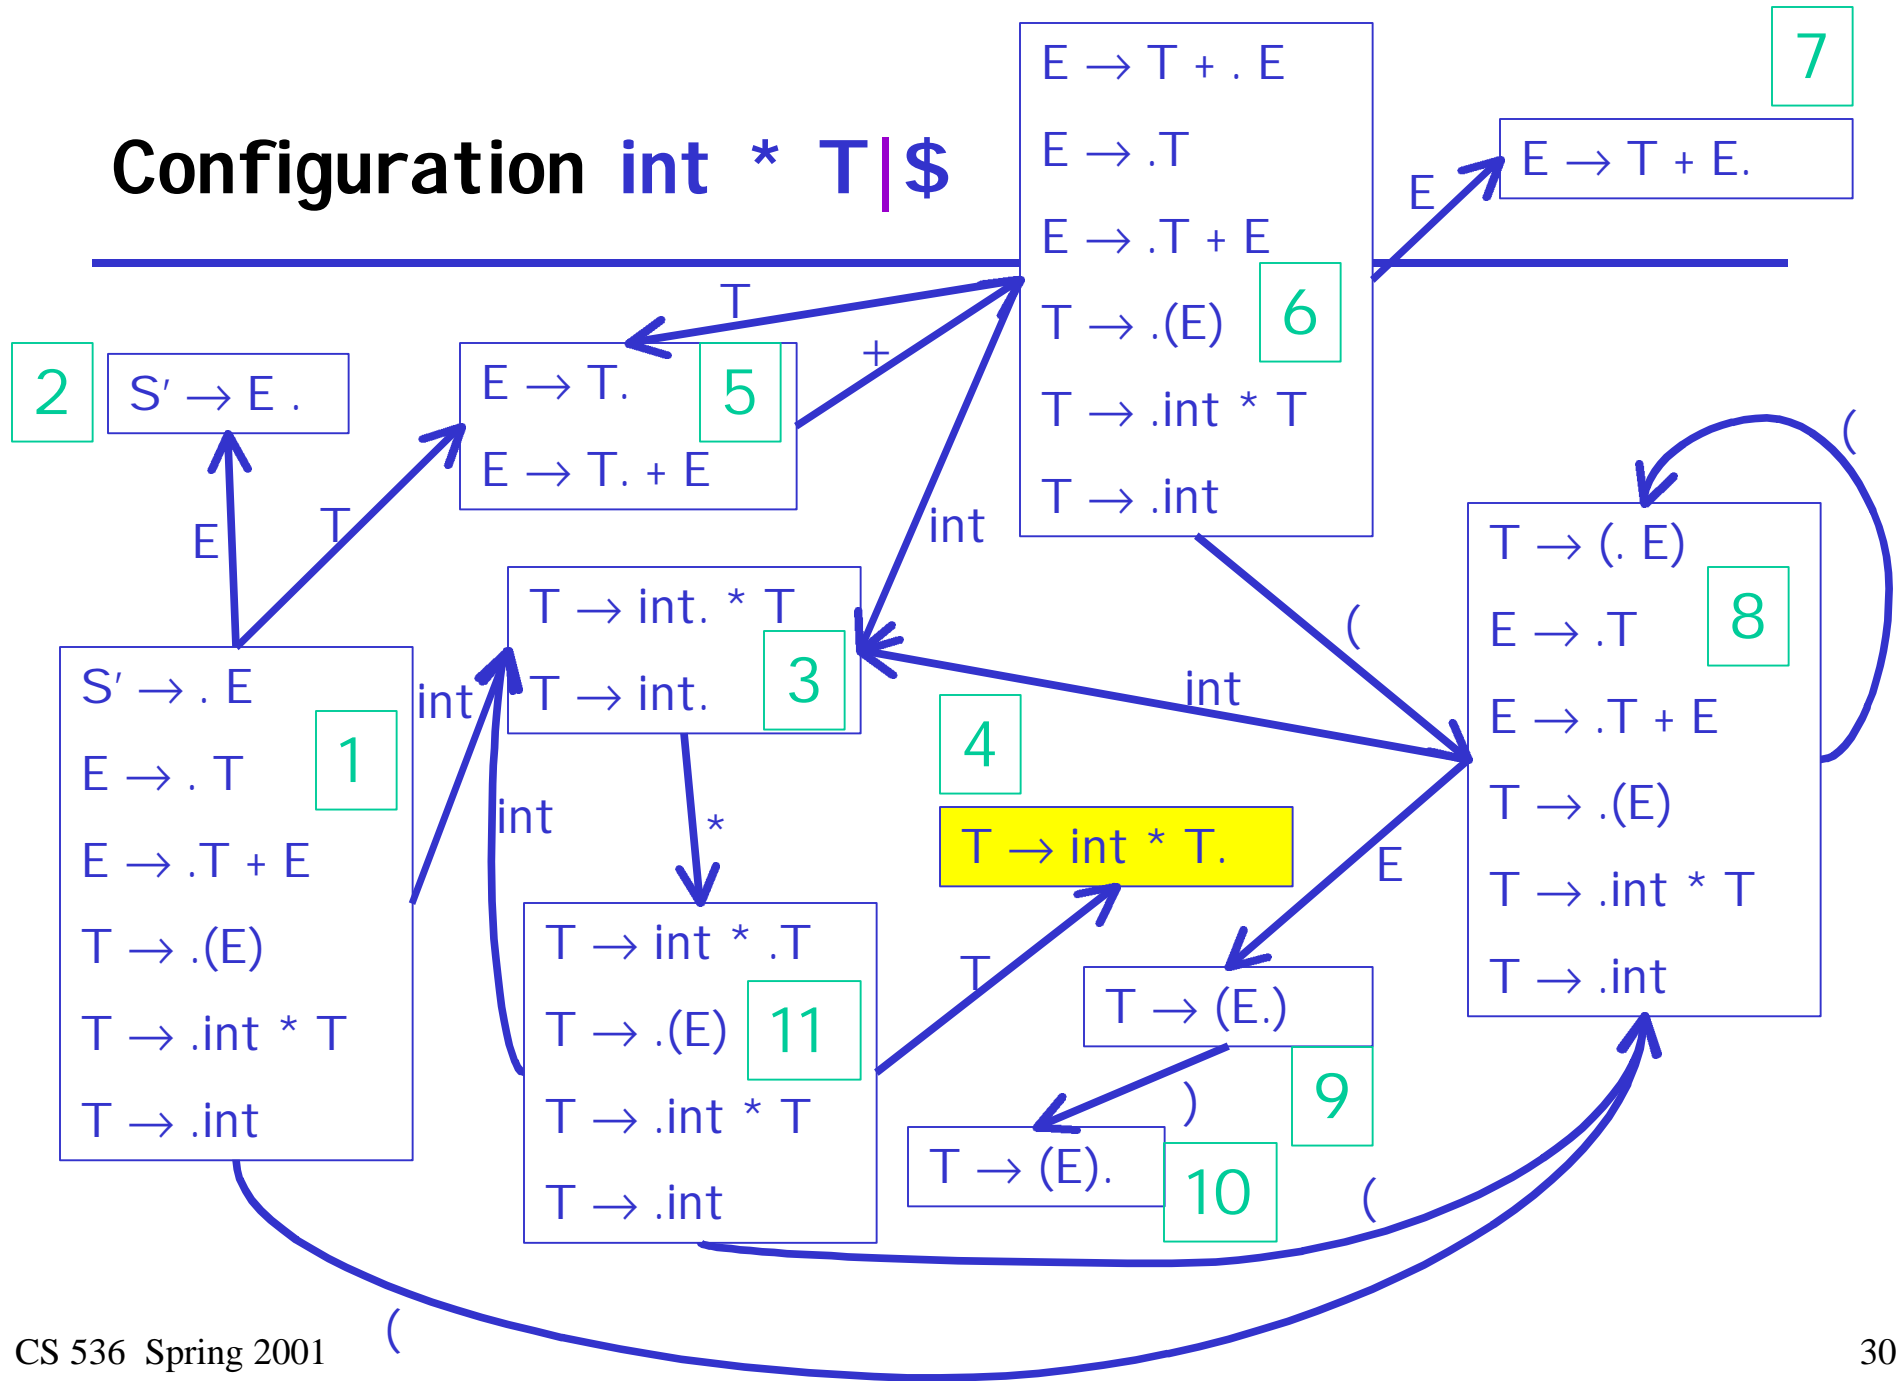 Configuration int * T|$
E → T + . E
E → .T
E → .T + E
T → .(E)
T → .int * T
T → .int
6
7
E → T + E.
E
2
S′ → E .
E → T.
E → T. + E
5
T
+
E
T
int
(
(
T → int. * T
T → int.
3
S′ → . E
E → . T
E → .T + E
T → .(E)
T → .int * T
T → .int
1
int
int
*
int
4
T → int * T.
T → (. E)
E → .T
E → .T + E
T → .(E)
T → .int * T
T → .int
8
E
T → int * .T
T → .(E)
T → .int * T
T → .int
11
T
T → (E.)
9
)
T → (E).
10
(
(
CS 536 Spring 2001
30